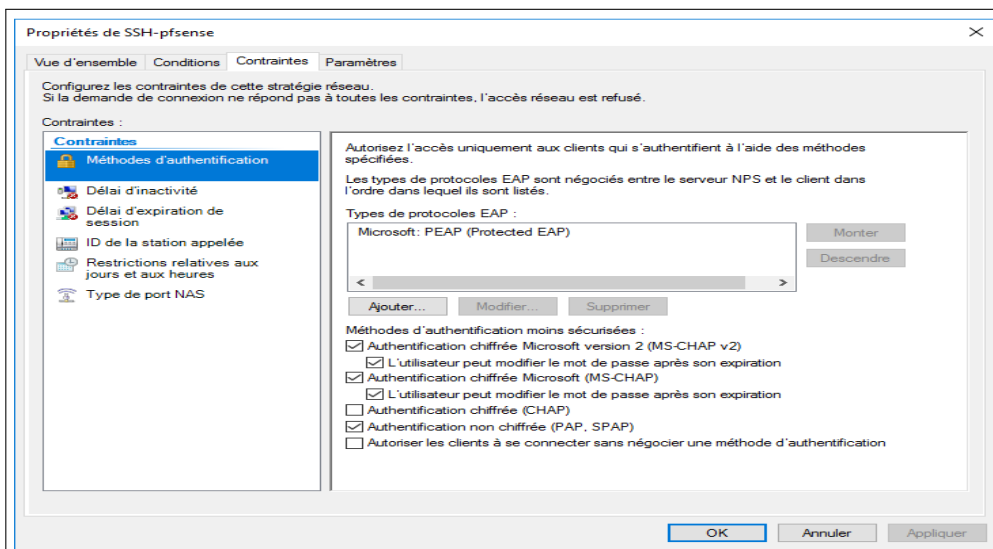 Propriétés de SSH-pfsense
Vue d'ensemble Conditions Contraintes Paramètres
Configurez les contraintes de cette stratégie réseau.
Si la demande de connexion ne répond pas à toutes les contraintes, l'accès réseau est refusé.
Contraintes :
Contraintes
Méthodes d'authentification
Délai d'inactivité
Délai d'expiration de
session
ID de la station appelée
Restrictions relatives aux
jours et aux heures
Type de port NAS
Autorisez l'accès uniquement aux clients qui s'authentifient à l'aide des méthodes
spécifiées.
Les types de protocoles EAP sont négociés entre le serveur NPS et le client dans
l'ordre dans lequel ils sont listés.
Types de protocoles EAP :
Microsoft: PEAP (Protected EAP)
Monter
Descendre
Ajouter... Modifier... Supprimer
Méthodes d'authentification moins sécurisées :
Authentification chiffrée Microsoft version 2 (MS-CHAP v2)
L'utilisateur peut modifier le mot de passe après son expiration
Authentification chiffrée Microsoft (MS-CHAP)
L'utilisateur peut modifier le mot de passe après son expiration
Authentification chiffrée (CHAP)
Authentification non chiffrée (PAP, SPAP)
Autoriser les clients à se connecter sans négocier une méthode d'authentification
OK Annuler Appliquer